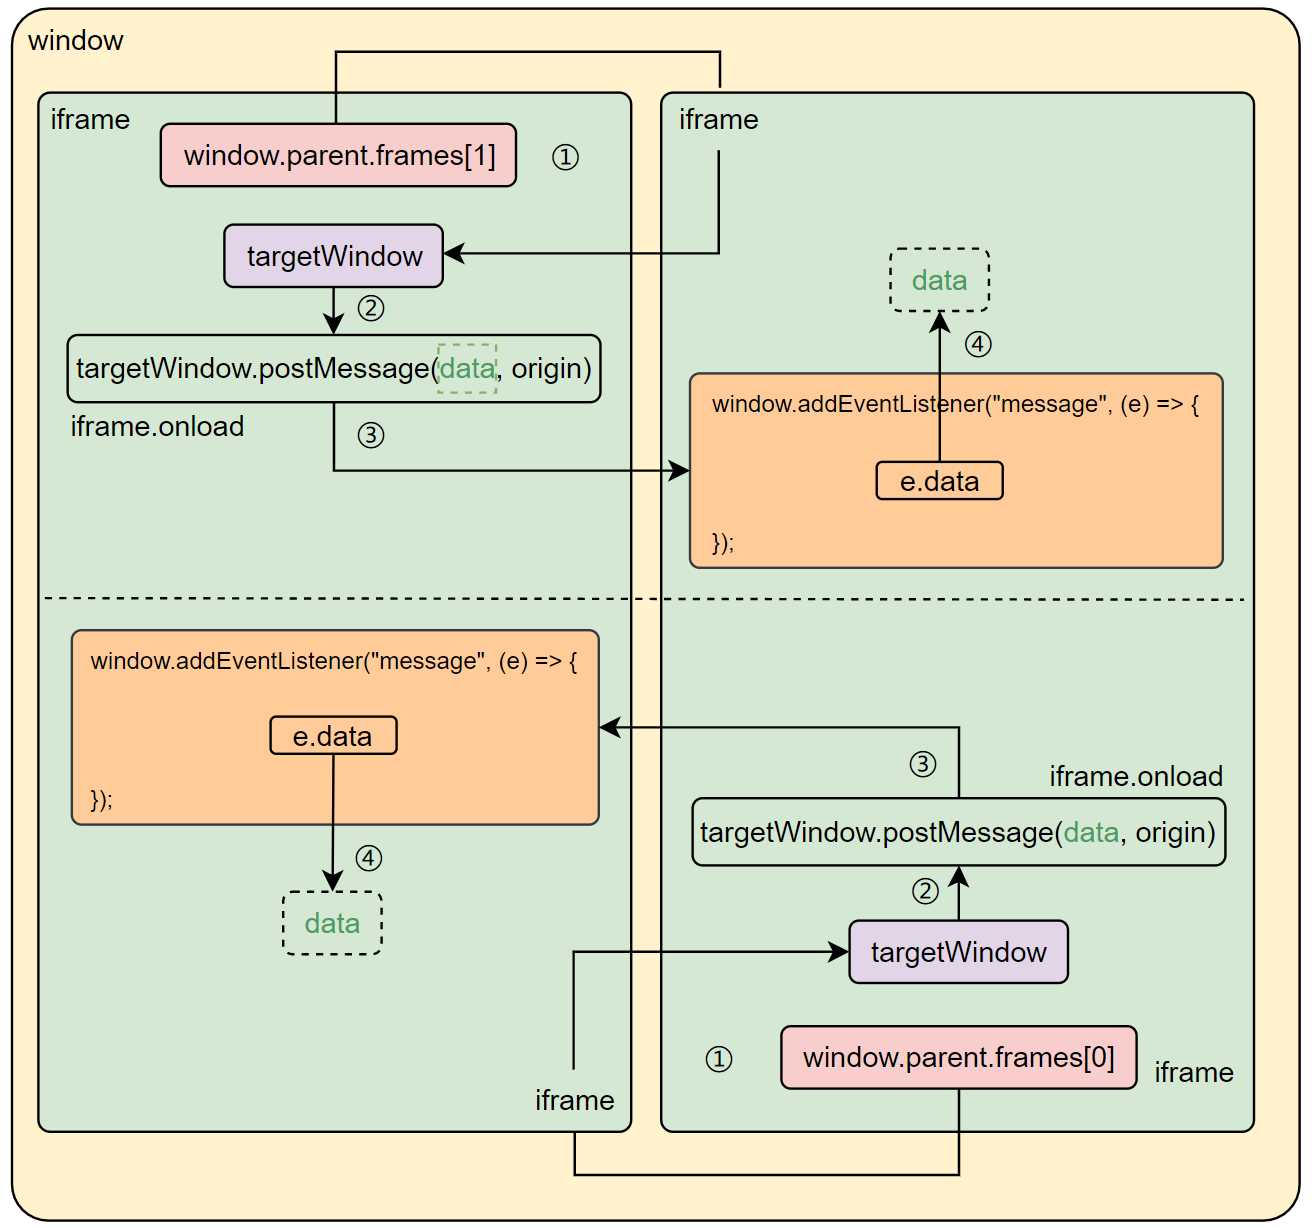 window
iframe
window.parent.frames[1]
①
targetWindow
②
targetWindow.postMessage(data, origin)
iframe.onload
③
iframe
data
④
window.addEventListener("message", (e) => {
e.data
});
window.addEventListener("message", (e) => {
e.data
});
④
data
iframe
③
iframe.onload
targetWindow.postMessage(data, origin)
②
targetWindow
①
window.parent.frames[0]
iframe